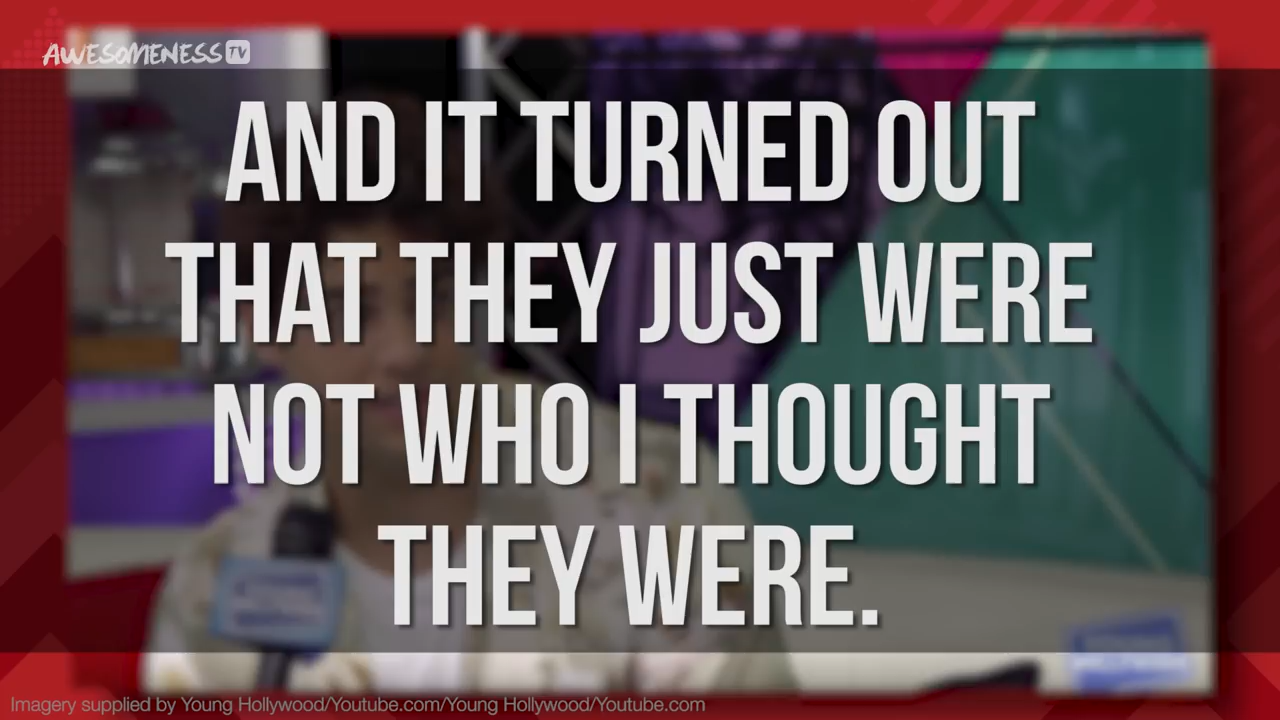 AWESOMENESS TV
AND IT TURNED OUT
THAT THEY JUST WERE
NOT WHO I THOUGHT
THEY WERE.
Imagery supplied by Young Hollywood/Youtube.com/Young Hollywood/Youtube.com